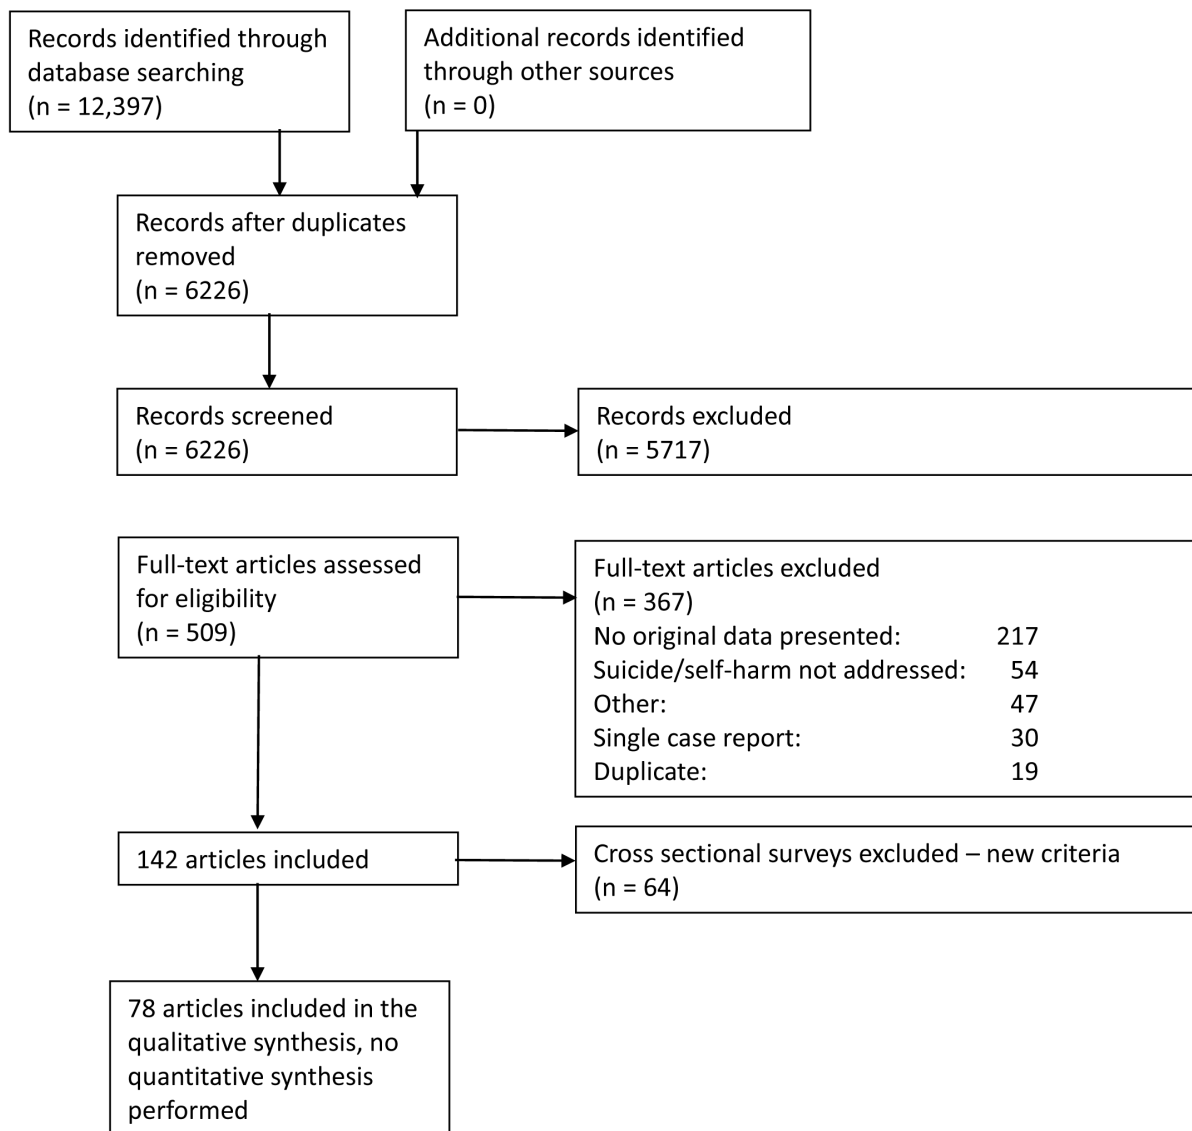 Records identified through
database searching
(n = 12,397)
Additional records identified
through other sources
(n = 0)
Records after duplicates
removed
(n = 6226)
Records screened
(n = 6226)
Records excluded
(n = 5717)
Full-text articles assessed
for eligibility
(n = 509)
Full-text articles excluded
(n = 367)
No original data presented: 217
Suicide/self-harm not addressed: 54
Other: 47
Single case report: 30
Duplicate: 19
142 articles included
Cross sectional surveys excluded – new criteria
(n = 64)
78 articles included in the
qualitative synthesis, no
quantitative synthesis
performed